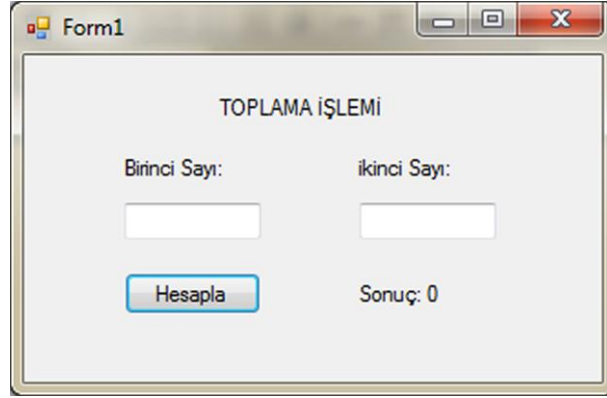 Form1
TOPLAMA İŞLEMİ
Birinci Sayı: ikinci Sayı:
Hesapla Sonuç: 0